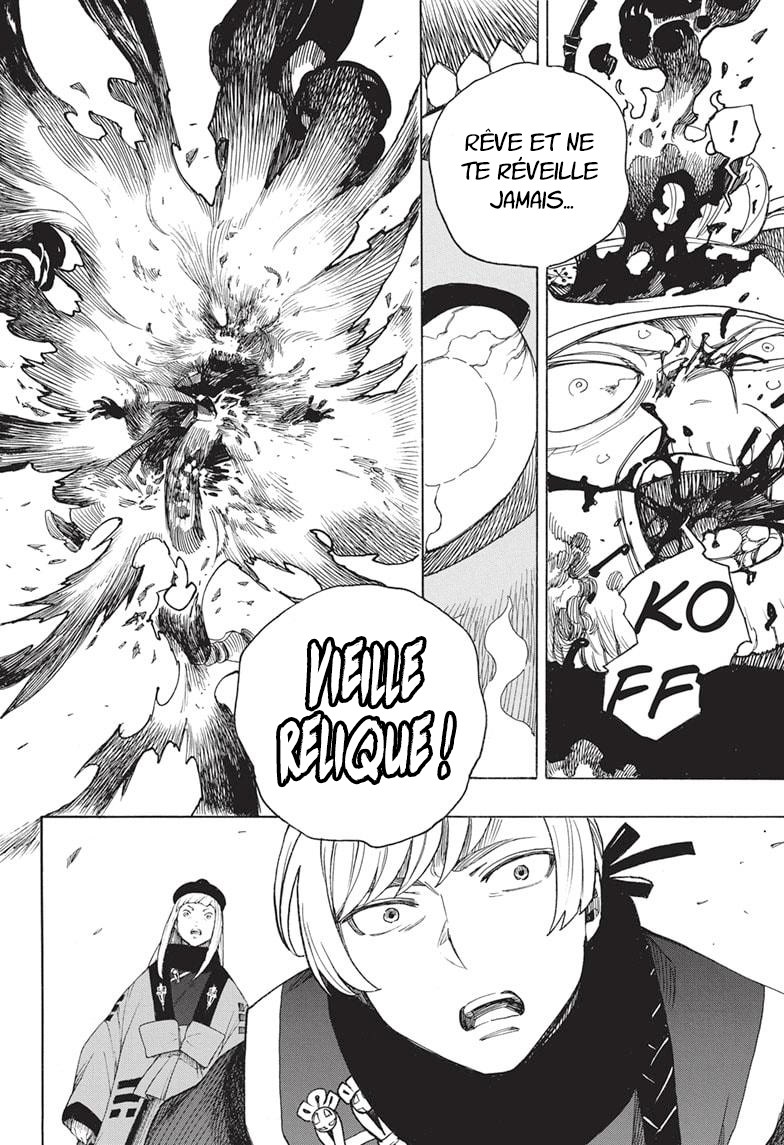 !
KO
FF
RÊVE ET NE
TE RÉVEILLE
JAMAIS...
VIEILLE
RELIQUE !